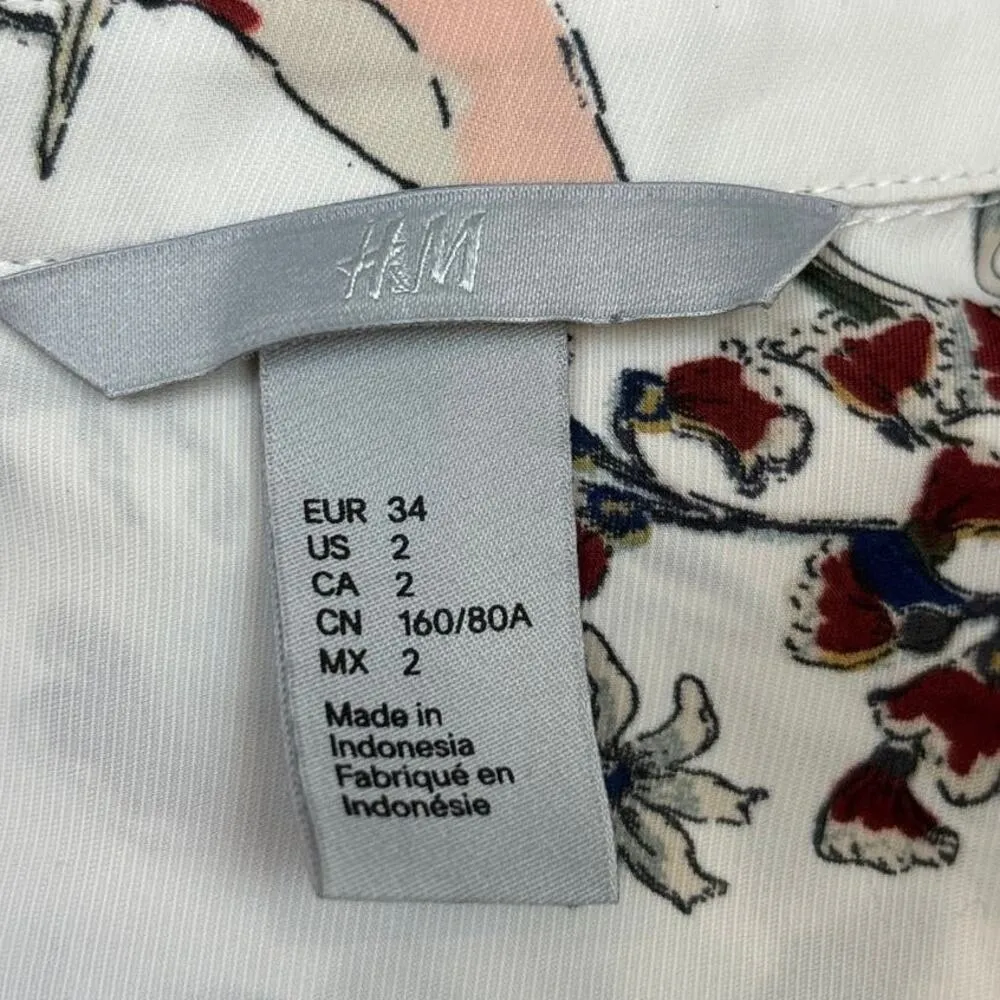 H&M
EUR 34
US 2
CA 2
CN 160/80A
MX 2
Made in
Indonesia
Fabriqué en
Indonésie